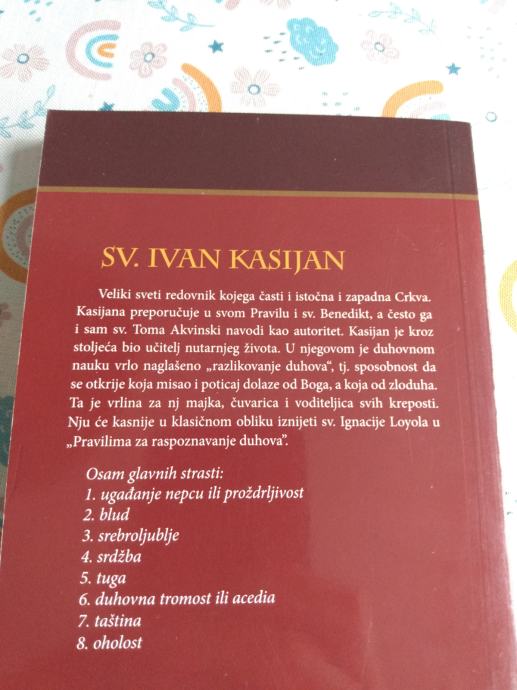 SV. IVAN KASIJAN
Veliki sveti redovnik kojega časti i istočna i zapadna Crkva.
Kasijana preporučuje u svom Pravilu i sv. Benedikt, a često ga
i sam sv. Toma Akvinski navodi kao autoritet. Kasijan je kroz
stoljeća bio učitelj nutarnjeg života. U njegovom je duhovnom
nauku vrlo naglašeno „razlikovanje duhova“, tj. sposobnost da
se otkrije koja misao i poticaj dolaze od Boga, a koja od zloduha.
Ta je vrlina za nj majka, čuvarica i voditeljica svih kreposti.
Nju će kasnije u klasičnom obliku iznijeti sv. Ignacije Loyola u
„Pravilima za raspoznavanje duhova“.
Osam glavnih strasti:
1. ugađanje nepcu ili proždrljivost
2. blud
3. srebroljublje
4. srdžba
5. tuga
6. duhovna tromost ili acedia
7. taština
8. oholost